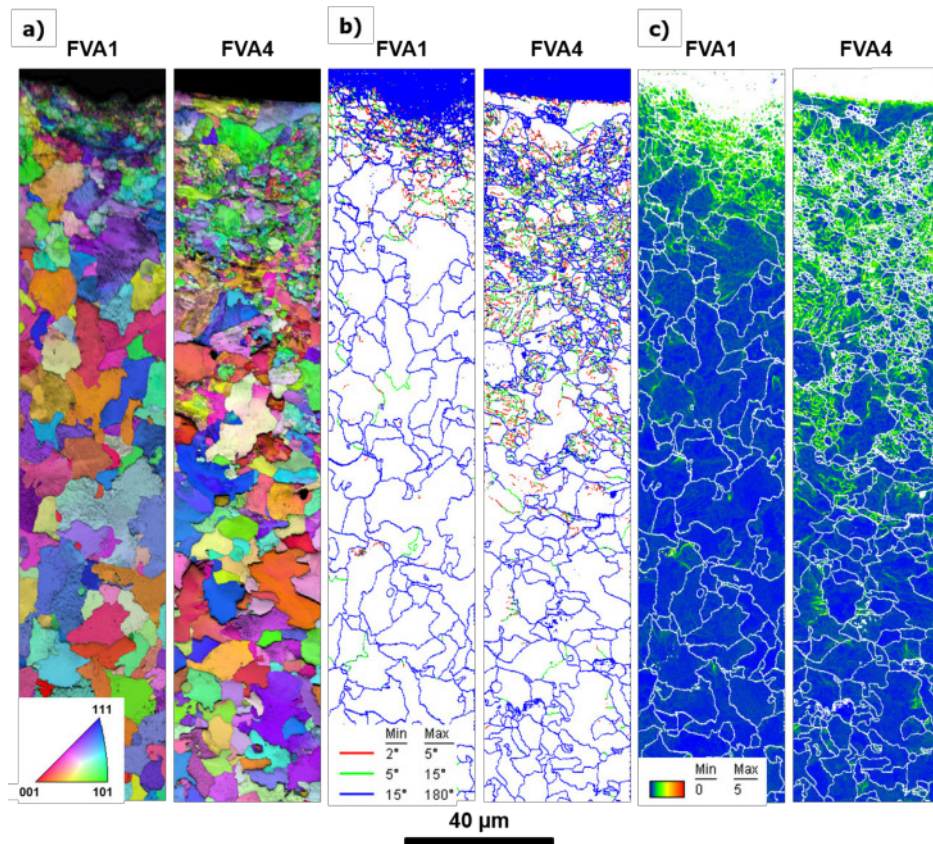 a)
FVA1 FVA4
b)
FVA1 FVA4
c)
FVA1 FVA4
111
001 101
Min Max
2° 5°
5° 15°
15° 180°
Min Max
0 5
40 µm